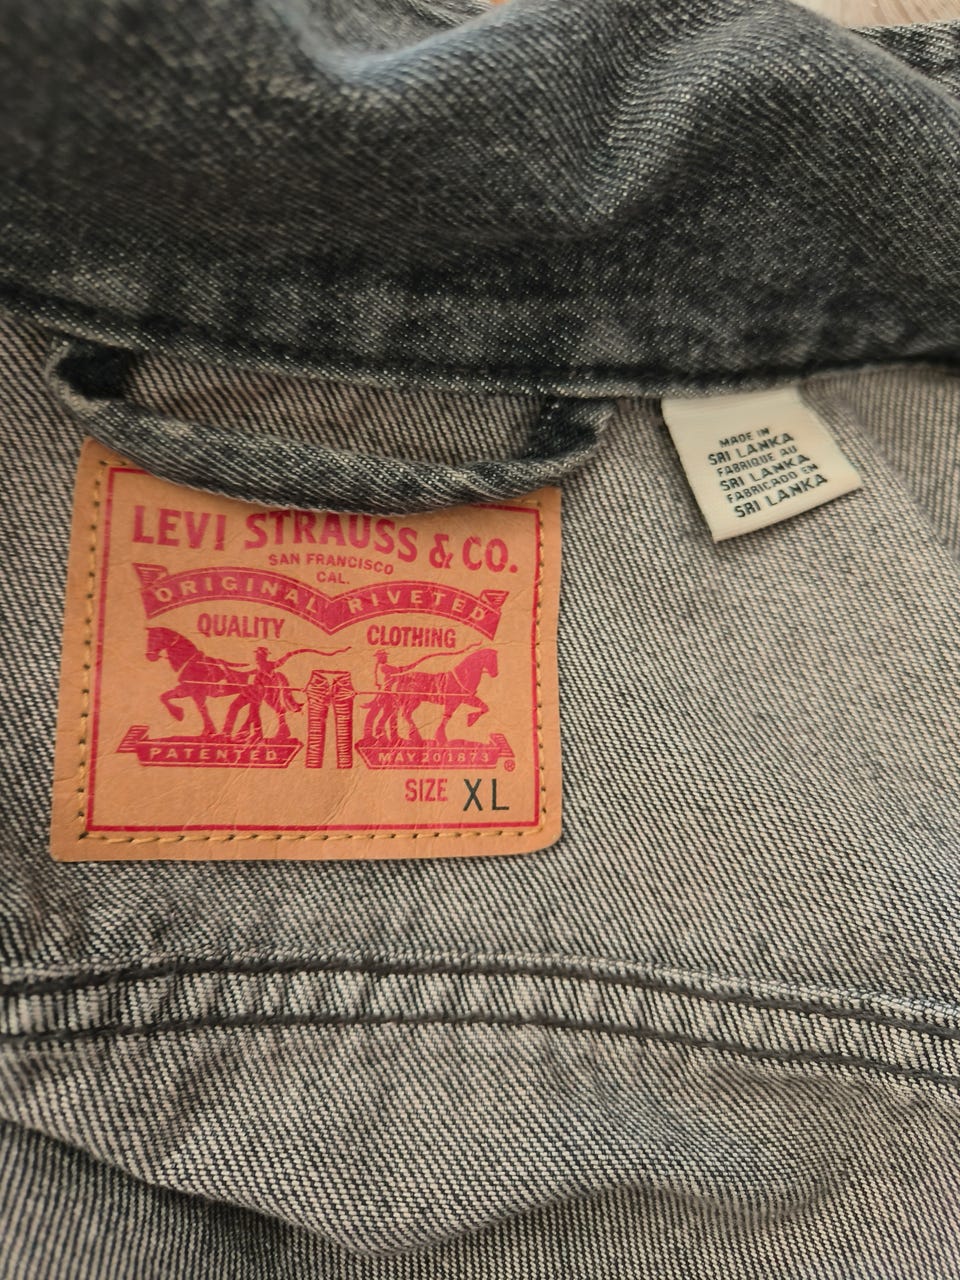 LEVI STRAUSS & CO.
SAN FRANCISCO
CAL.
ORIGINAL RIVETED
QUALITY CLOTHING
PATENTED MAY 20 1873 ®
SIZE XL
MADE IN
SRI LANKA
FABRIQUE AU
SRI LANKA
FABRICADO EN
SRI LANKA